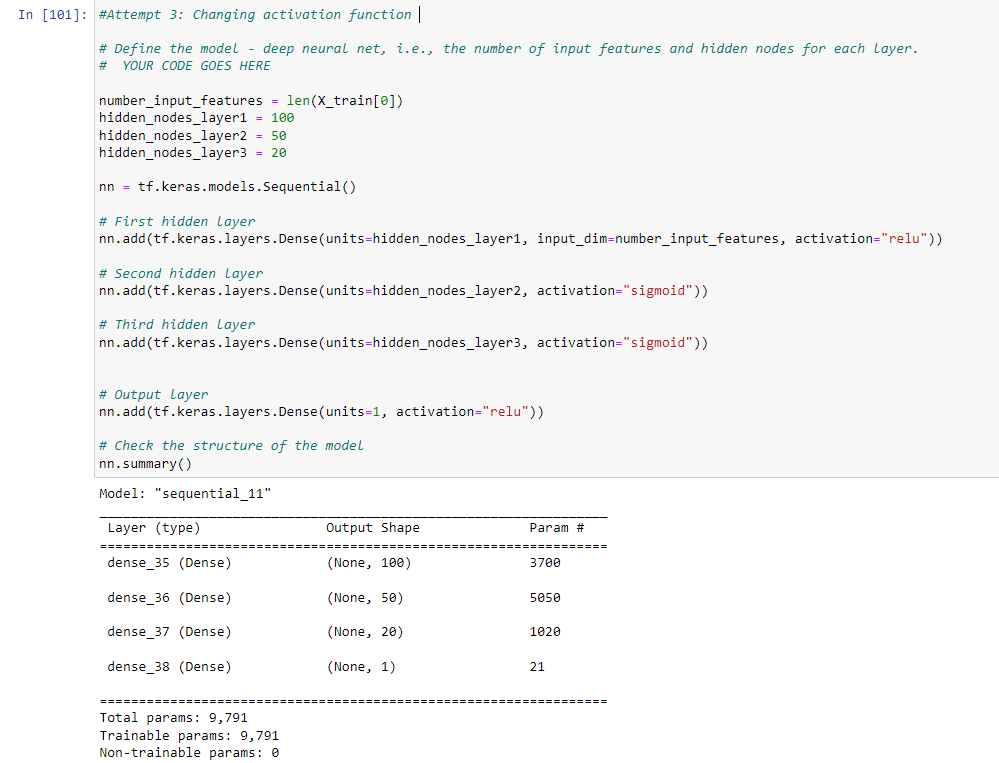 In [101]: #Attempt 3: Changing activation function
# Define the model - deep neural net, i.e., the number of input features and hidden nodes for each layer.
#  YOUR CODE GOES HERE
number_input_features = len(X_train[0])
hidden_nodes_layer1 = 100
hidden_nodes_layer2 = 50
hidden_nodes_layer3 = 20
nn = tf.keras.models.Sequential()
# First hidden layer
nn.add(tf.keras.layers.Dense(units=hidden_nodes_layer1, input_dim=number_input_features, activation="relu"))
# Second hidden layer
nn.add(tf.keras.layers.Dense(units=hidden_nodes_layer2, activation="sigmoid"))
# Third hidden layer
nn.add(tf.keras.layers.Dense(units=hidden_nodes_layer3, activation="sigmoid"))
# Output layer
nn.add(tf.keras.layers.Dense(units=1, activation="relu"))
# Check the structure of the model
nn.summary()
Model: "sequential_11"
Layer (type) Output Shape Param #
dense_35 (Dense) (None, 100) 3700
dense_36 (Dense) (None, 50) 5050
dense_37 (Dense) (None, 20) 1020
dense_38 (Dense) (None, 1) 21
Total params: 9,791
Trainable params: 9,791
Non-trainable params: 0